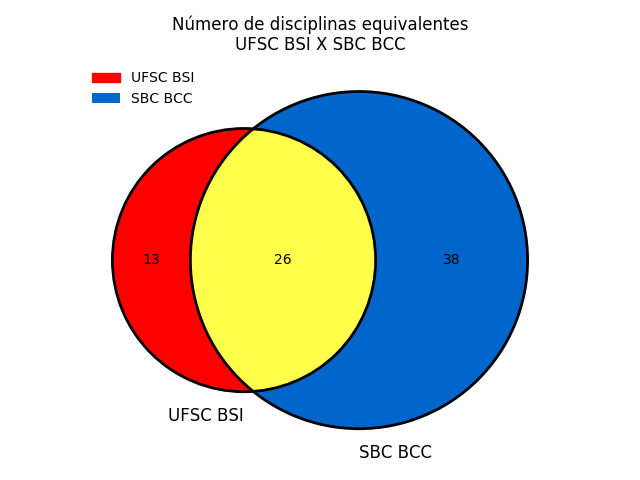 Número de disciplinas equivalentes
UFSC BSI X SBC BCC
UFSC BSI
SBC BCC
13
26
38
UFSC BSI
SBC BCC